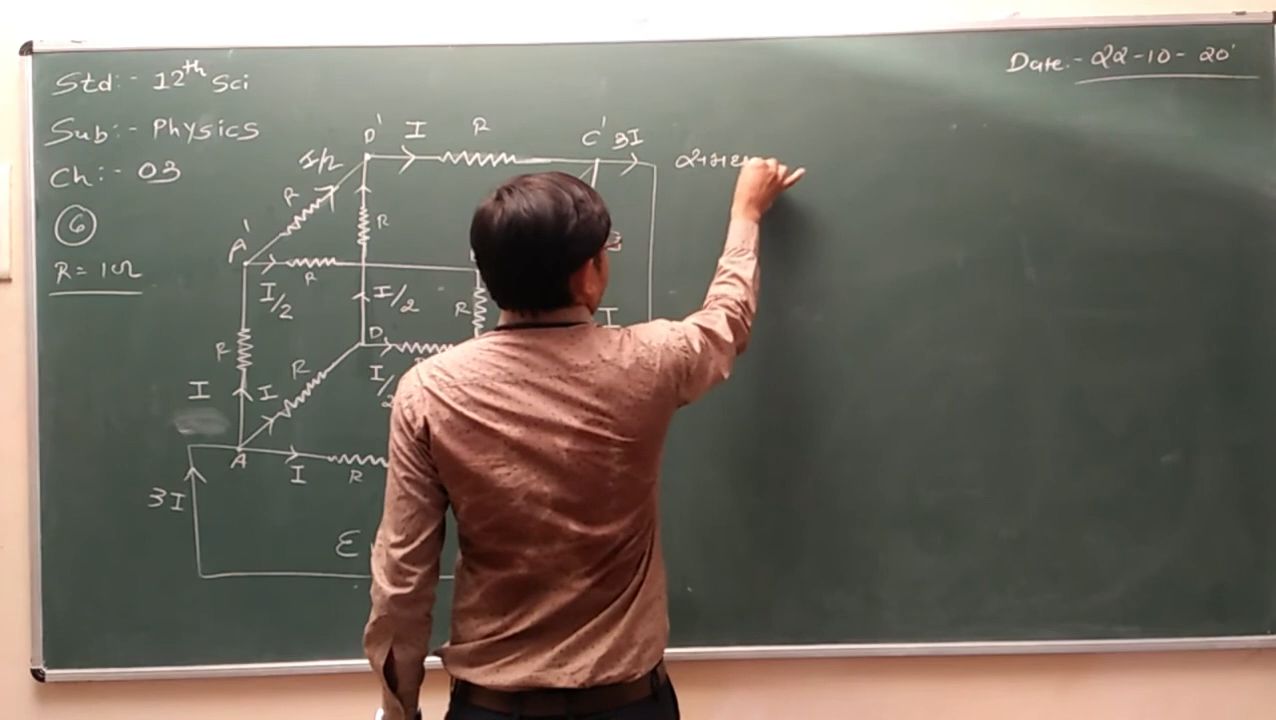 Std:- 12th Sci
Date:- 22-10-20'
Sub:- Physics
Ch:- 03
6
R = 1Ω
D'
I
R
C'
3I
I/2
R
A'
R
R
I/2
I/2
R
D
R
R
I
I
I/2
I
A
I
R
3I
ε